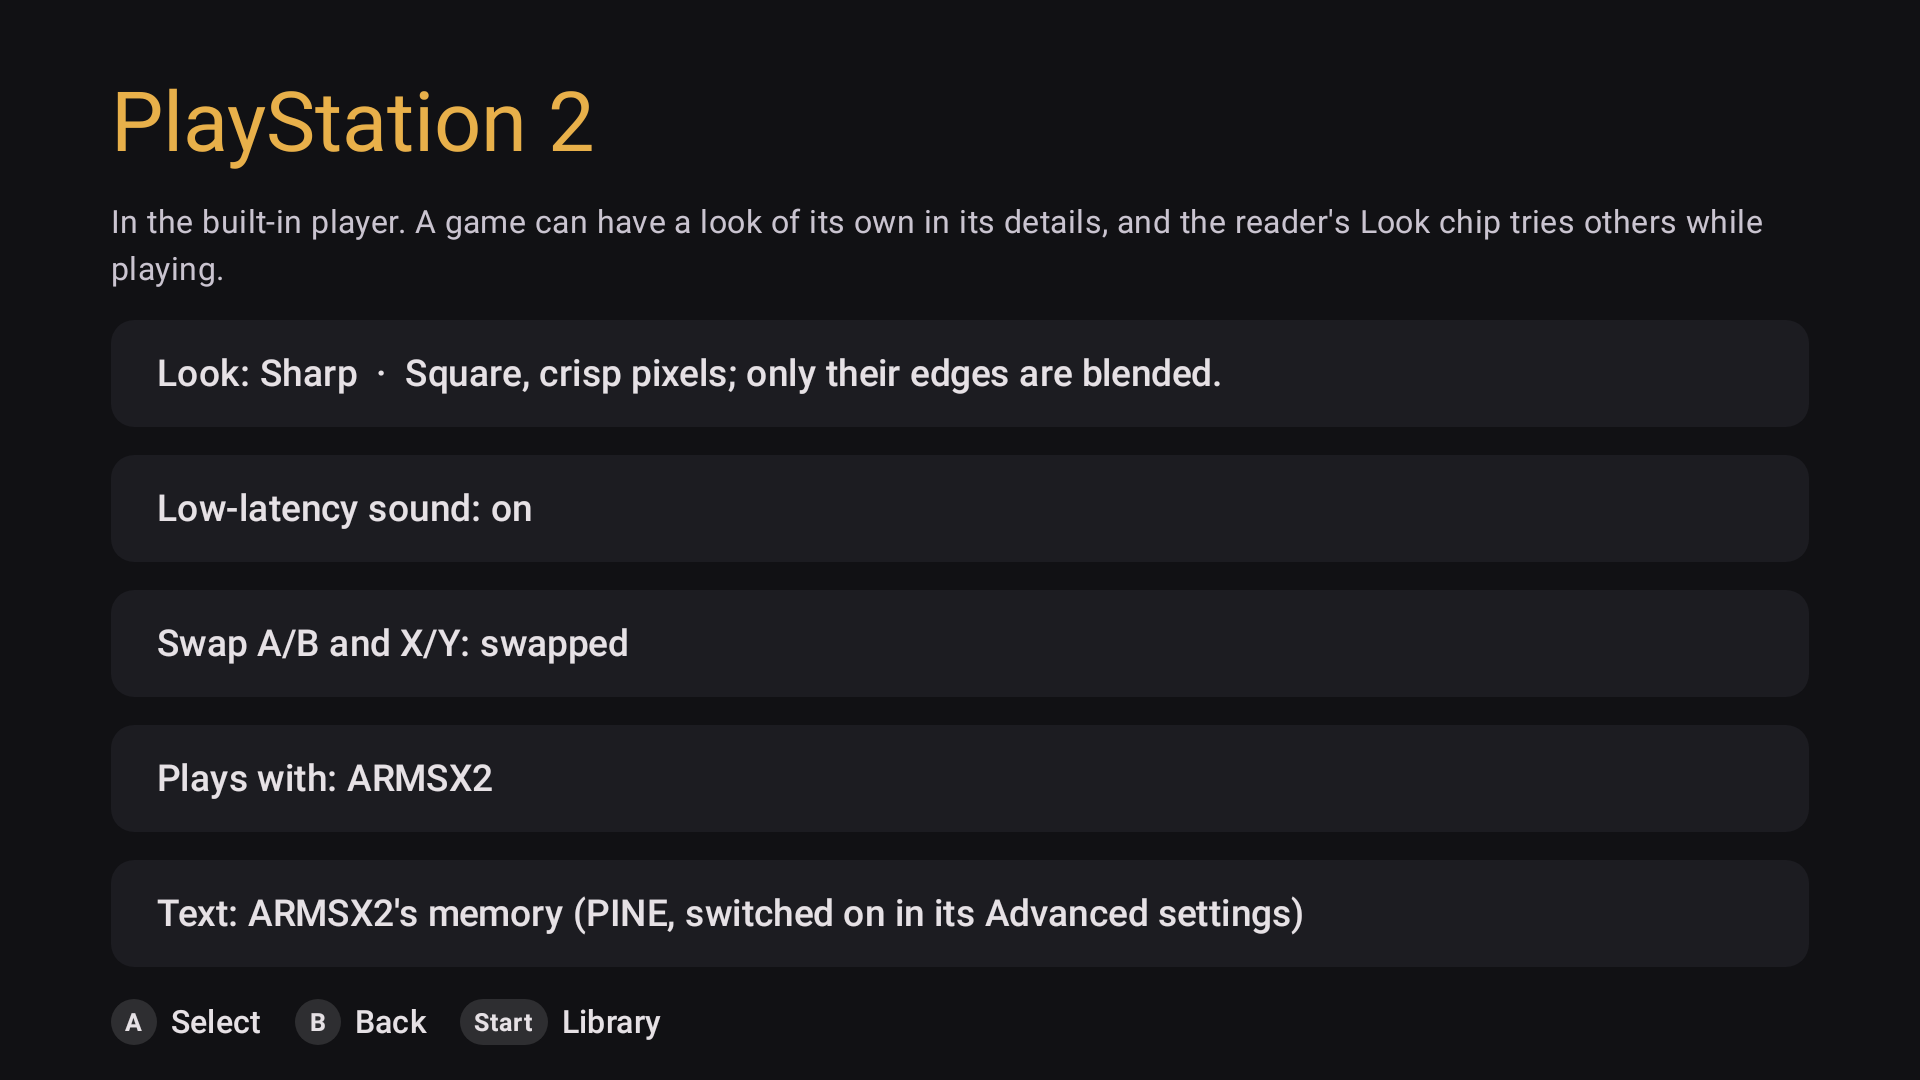 PlayStation 2
In the built-in player. A game can have a look of its own in its details, and the reader's Look chip tries others while
playing.
Look: Sharp · Square, crisp pixels; only their edges are blended.
Low-latency sound: on
Swap A/B and X/Y: swapped
Plays with: ARMSX2
Text: ARMSX2's memory (PINE, switched on in its Advanced settings)
A Select B Back Start Library